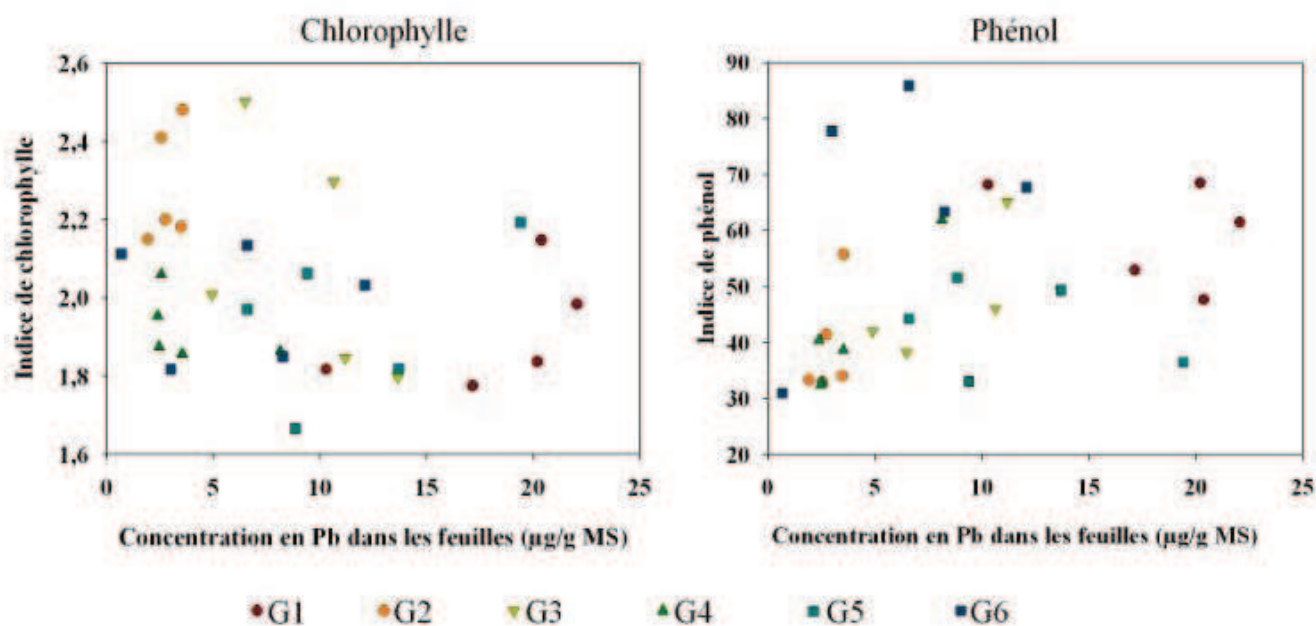 Chlorophylle
Indice de chlorophylle
2,6
2,4
2,2
2,0
1,8
1,6
0 5 10 15 20 25
Concentration en Pb dans les feuilles (µg/g MS)
Phénol
Indice de phénol
90
80
70
60
50
40
30
20
0 5 10 15 20 25
Concentration en Pb dans les feuilles (µg/g MS)
G1 G2 G3 G4 G5 G6